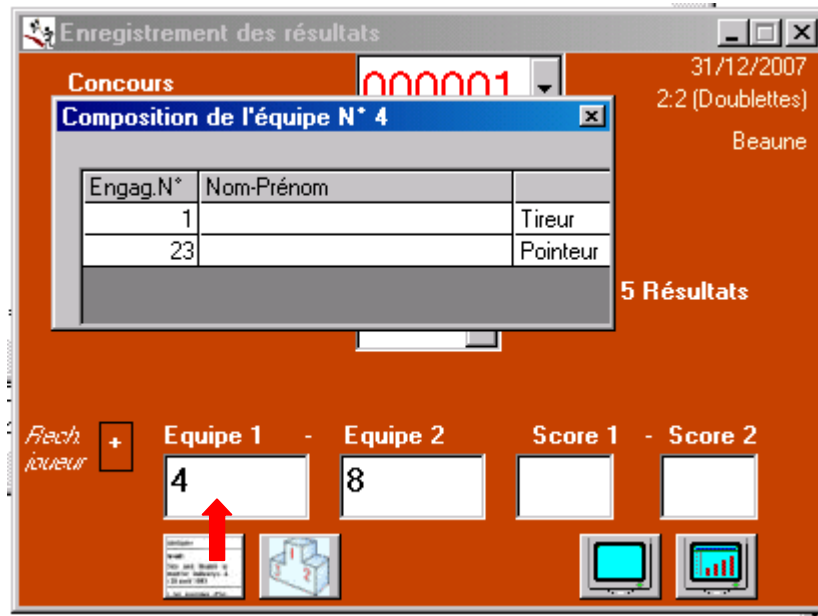 Enregistrement des résultats
31/12/2007
Concours 000001
2:2 (Doublettes)
Composition de l'équipe N° 4
Beaune
Engag.N° Nom-Prénom
1 Tireur
23 Pointeur
5 Résultats
Rech. joueur + Equipe 1 - Equipe 2 Score 1 - Score 2
4 8